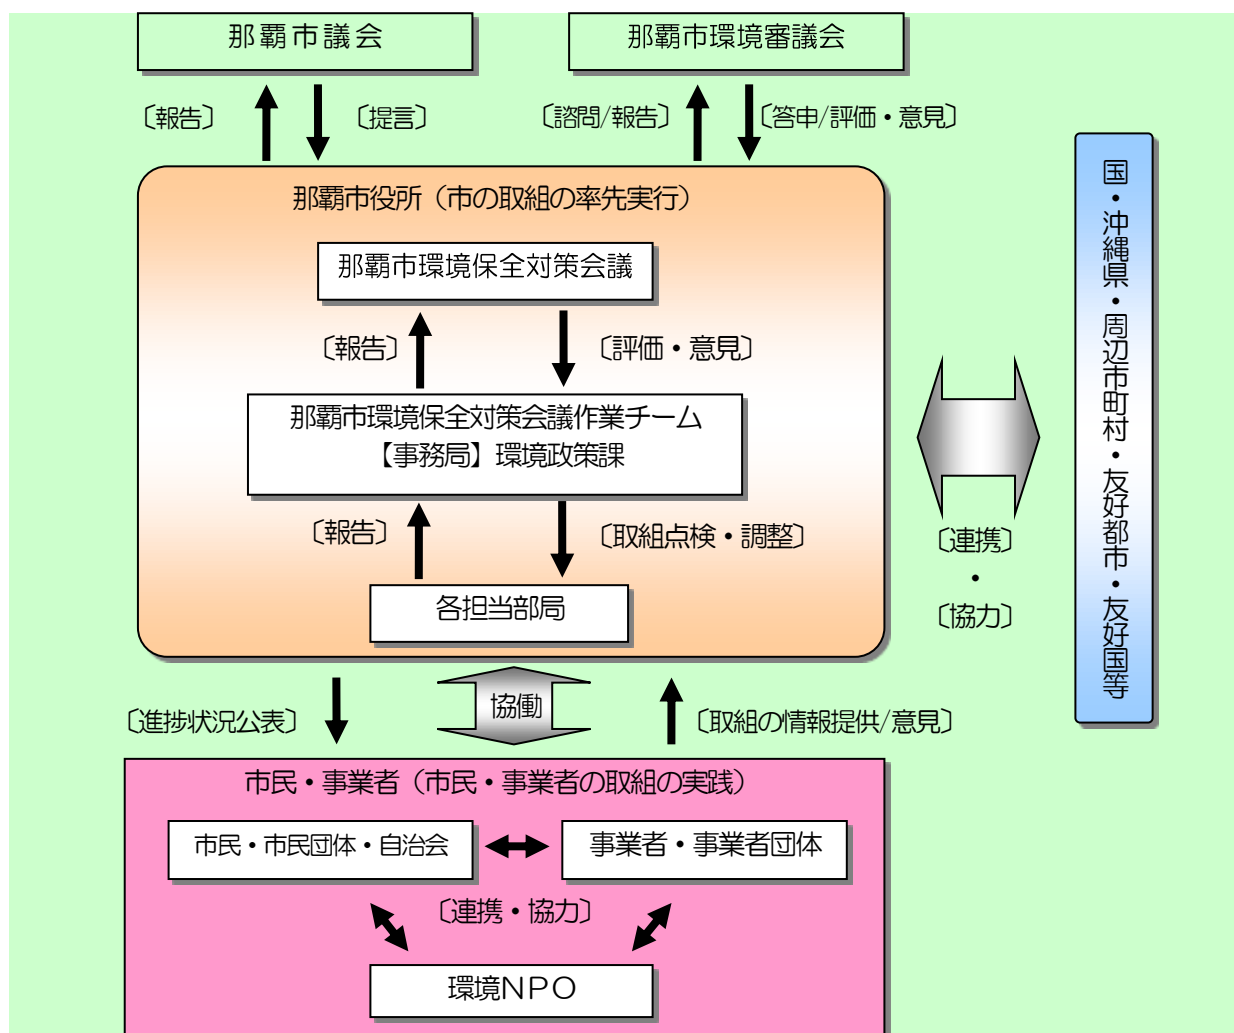 那覇市議会
那覇市環境審議会
〔報告〕
〔提言〕
〔諮問/報告〕
〔答申/評価・意見〕
那覇市役所（市の取組の率先実行）
那覇市環境保全対策会議
〔報告〕
〔評価・意見〕
那覇市環境保全対策会議作業チーム
【事務局】環境政策課
〔報告〕
〔取組点検・調整〕
各担当部局
国・沖縄県・周辺市町村・友好都市・友好国等
〔連携〕
・
〔協力〕
〔進捗状況公表〕
協働
〔取組の情報提供/意見〕
市民・事業者（市民・事業者の取組の実践）
市民・市民団体・自治会
事業者・事業者団体
〔連携・協力〕
環境NPO